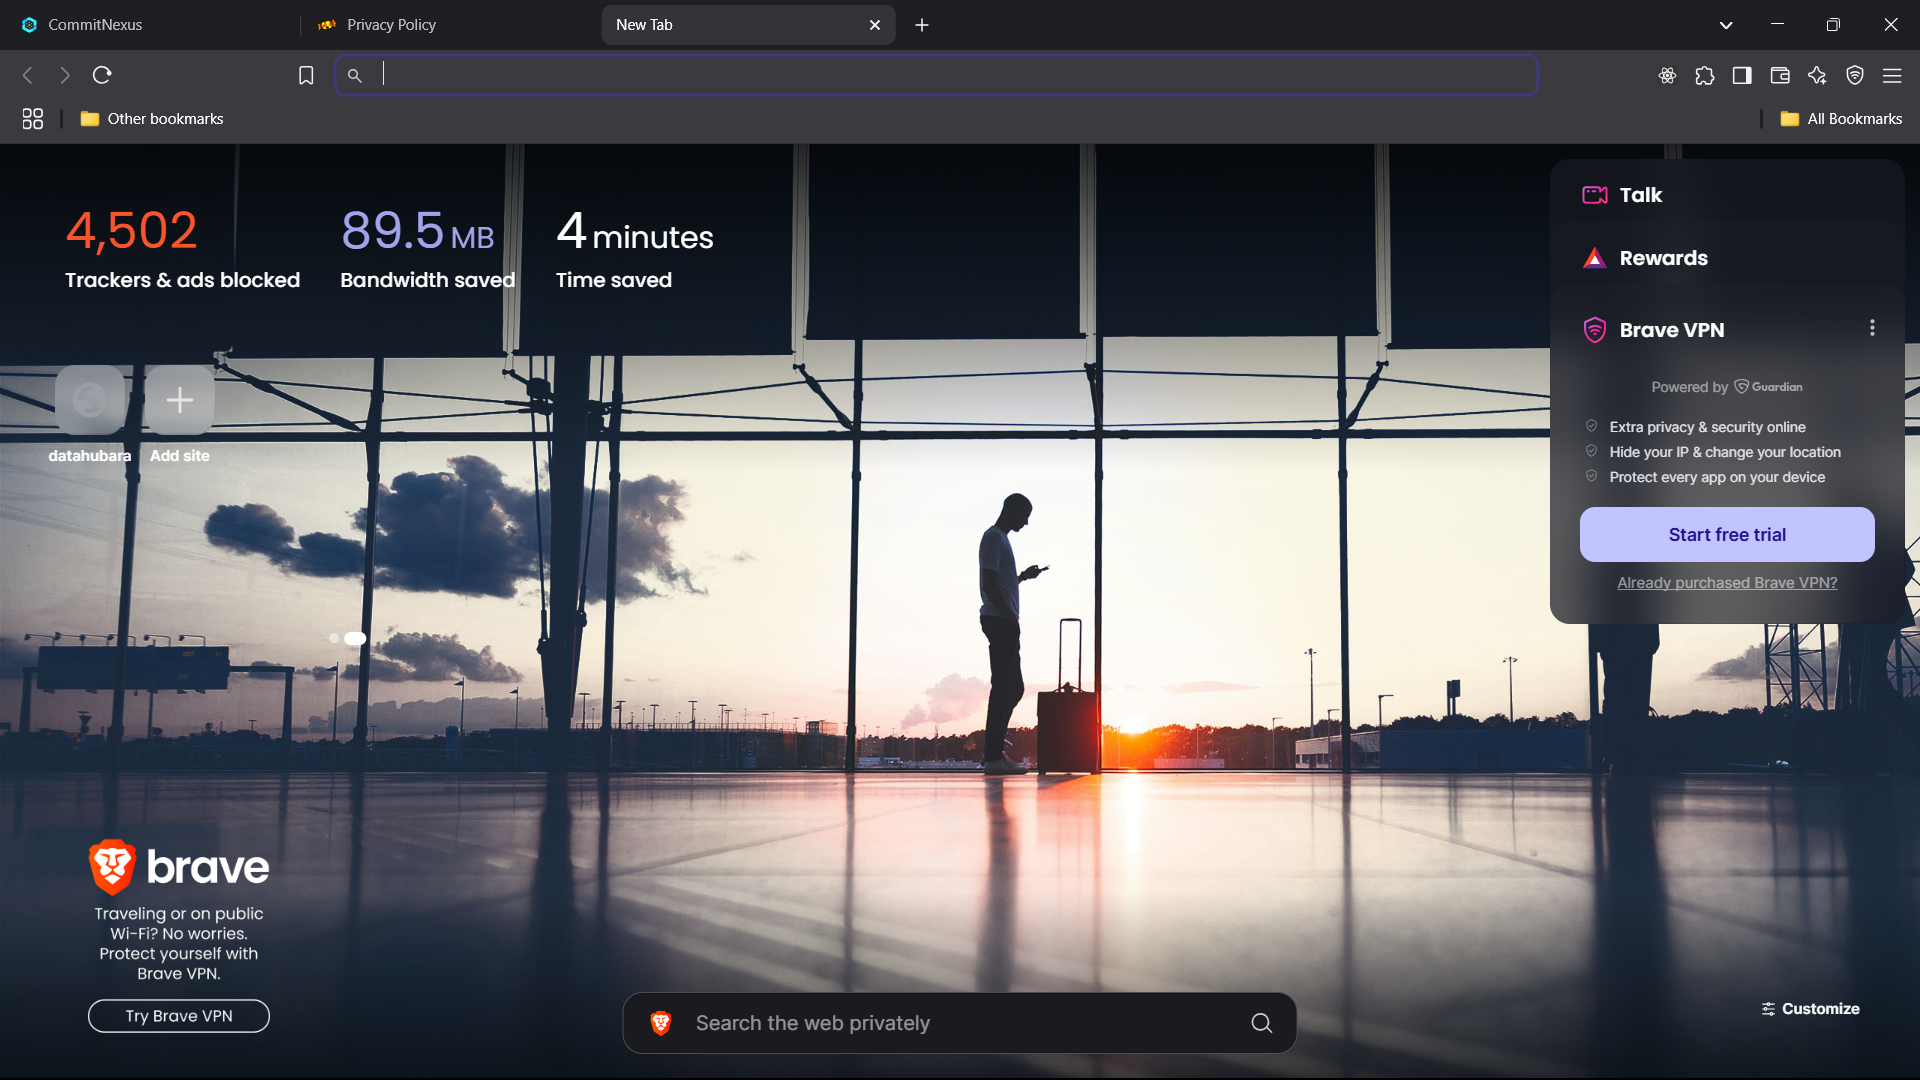 CommitNexus
Privacy Policy
New Tab
Other bookmarks
All Bookmarks
4,502
Trackers & ads blocked
89.5 MB
Bandwidth saved
4 minutes
Time saved
Talk
Rewards
Brave VPN
Powered by Guardian
Extra privacy & security online
Hide your IP & change your location
Protect every app on your device
Start free trial
Already purchased Brave VPN?
datahubara
Add site
brave
Traveling or on public
Wi-Fi? No worries.
Protect yourself with
Brave VPN.
Try Brave VPN
Search the web privately
Customize